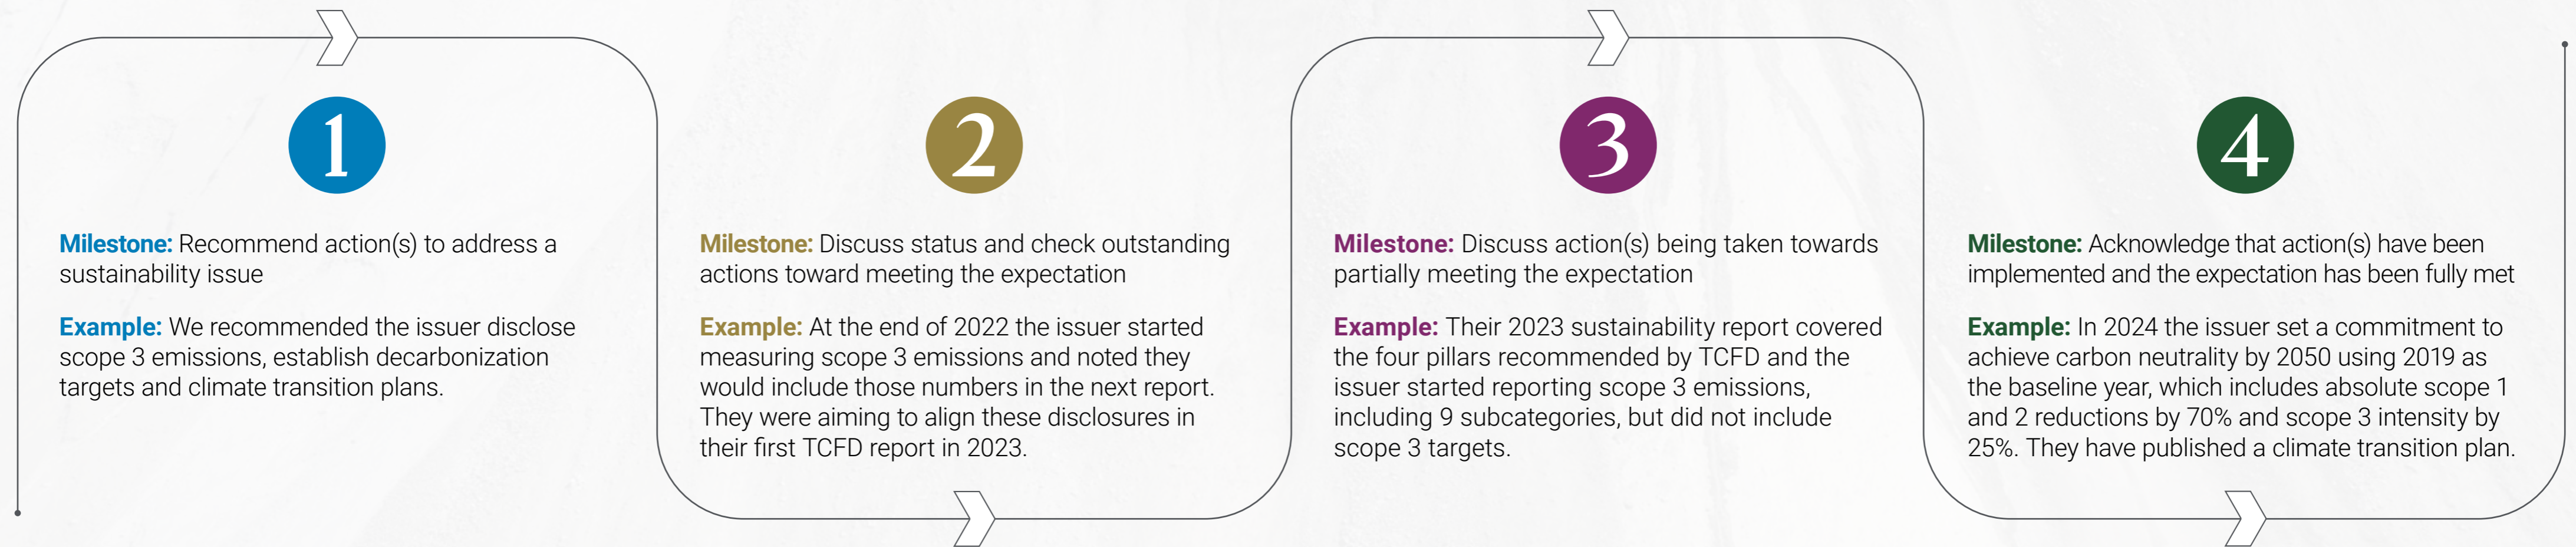 1
Milestone: Recommend action(s) to address a
sustainability issue
Example: We recommended the issuer disclose
scope 3 emissions, establish decarbonization
targets and climate transition plans.
2
Milestone: Discuss status and check outstanding
actions toward meeting the expectation
Example: At the end of 2022 the issuer started
measuring scope 3 emissions and noted they
would include those numbers in the next report.
They were aiming to align these disclosures in
their first TCFD report in 2023.
3
Milestone: Discuss action(s) being taken towards
partially meeting the expectation
Example: Their 2023 sustainability report covered
the four pillars recommended by TCFD and the
issuer started reporting scope 3 emissions,
including 9 subcategories, but did not include
scope 3 targets.
4
Milestone: Acknowledge that action(s) have been
implemented and the expectation has been fully met
Example: In 2024 the issuer set a commitment to
achieve carbon neutrality by 2050 using 2019 as
the baseline year, which includes absolute scope 1
and 2 reductions by 70% and scope 3 intensity by
25%. They have published a climate transition plan.